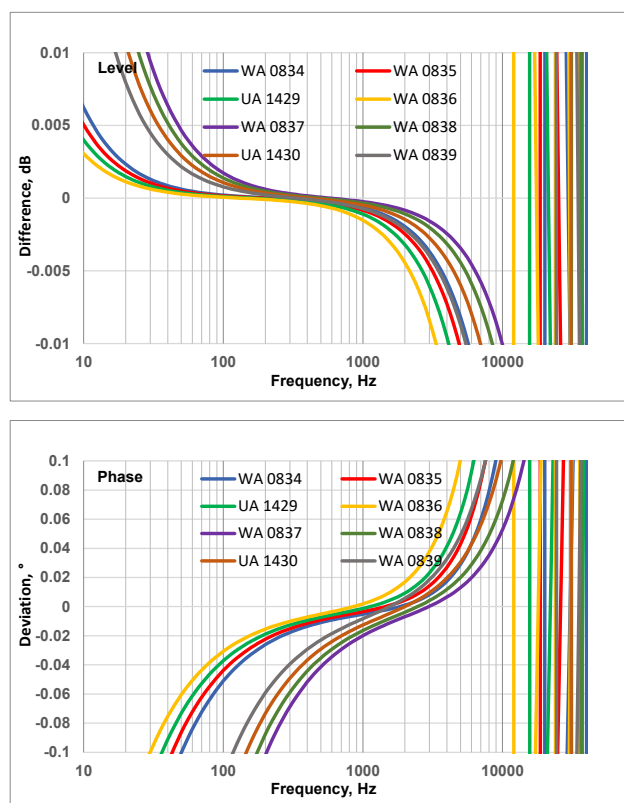 0.01
Level
WA 0834 WA 0835
UA 1429 WA 0836
0.005
WA 0837 WA 0838
UA 1430 WA 0839
0
-0.005
-0.01
Difference, dB
10 100 1000 10000
Frequency, Hz
0.1
Phase
WA 0834 WA 0835
0.08
UA 1429 WA 0836
0.06
WA 0837 WA 0838
0.04
UA 1430 WA 0839
0.02
0
-0.02
-0.04
-0.06
-0.08
-0.1
Deviation, °
10 100 1000 10000
Frequency, Hz